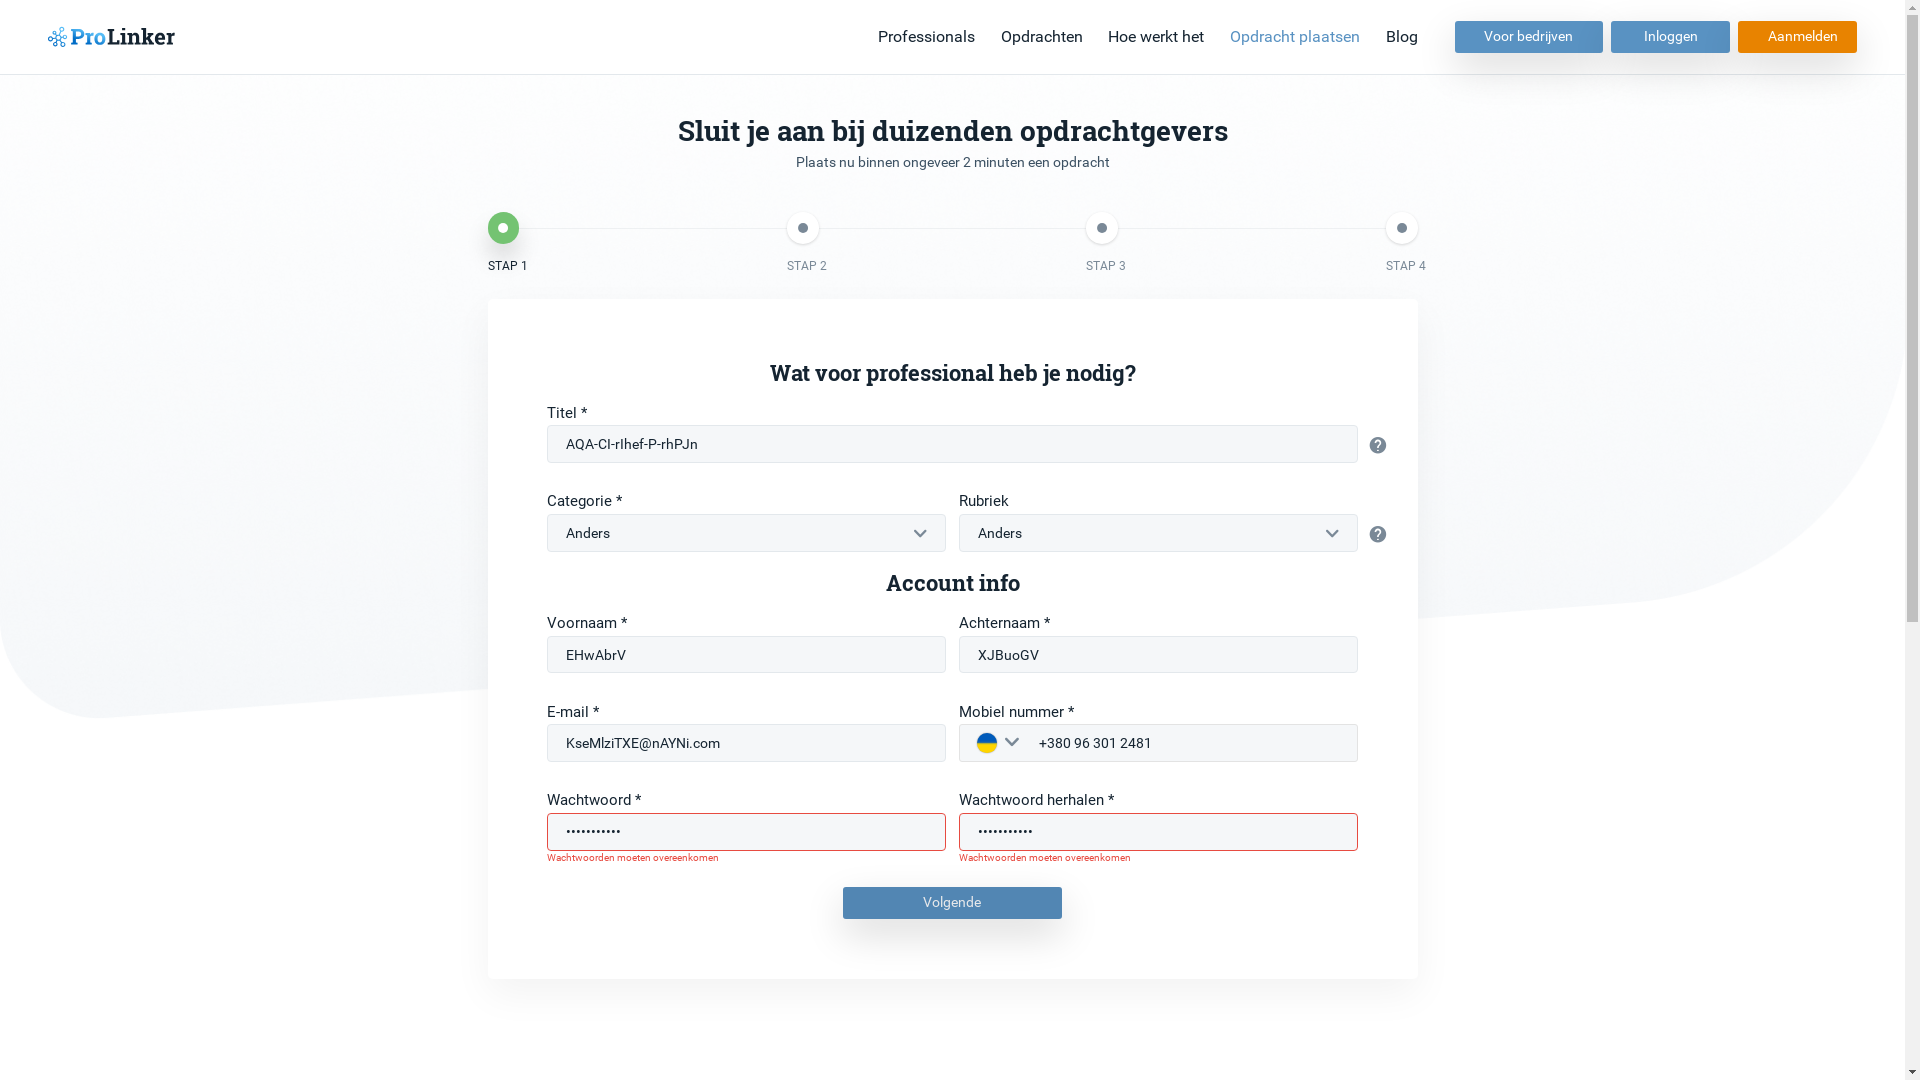 ProLinker
Professionals Opdrachten Hoe werkt het Opdracht plaatsen Blog Voor bedrijven Inloggen Aanmelden
Sluit je aan bij duizenden opdrachtgevers
Plaats nu binnen ongeveer 2 minuten een opdracht
STAP 1 STAP 2 STAP 3 STAP 4
Wat voor professional heb je nodig?
Titel *
AQA-CI-rIhef-P-rhPJn
Categorie * Rubriek
Anders Anders
Account info
Voornaam * Achternaam *
EHwAbrV XJBuoGV
E-mail * Mobiel nummer *
KseMlziTXE@nAYNi.com +380 96 301 2481
Wachtwoord * Wachtwoord herhalen *
••••••••••• •••••••••••
Wachtwoorden moeten overeenkomen Wachtwoorden moeten overeenkomen
Volgende